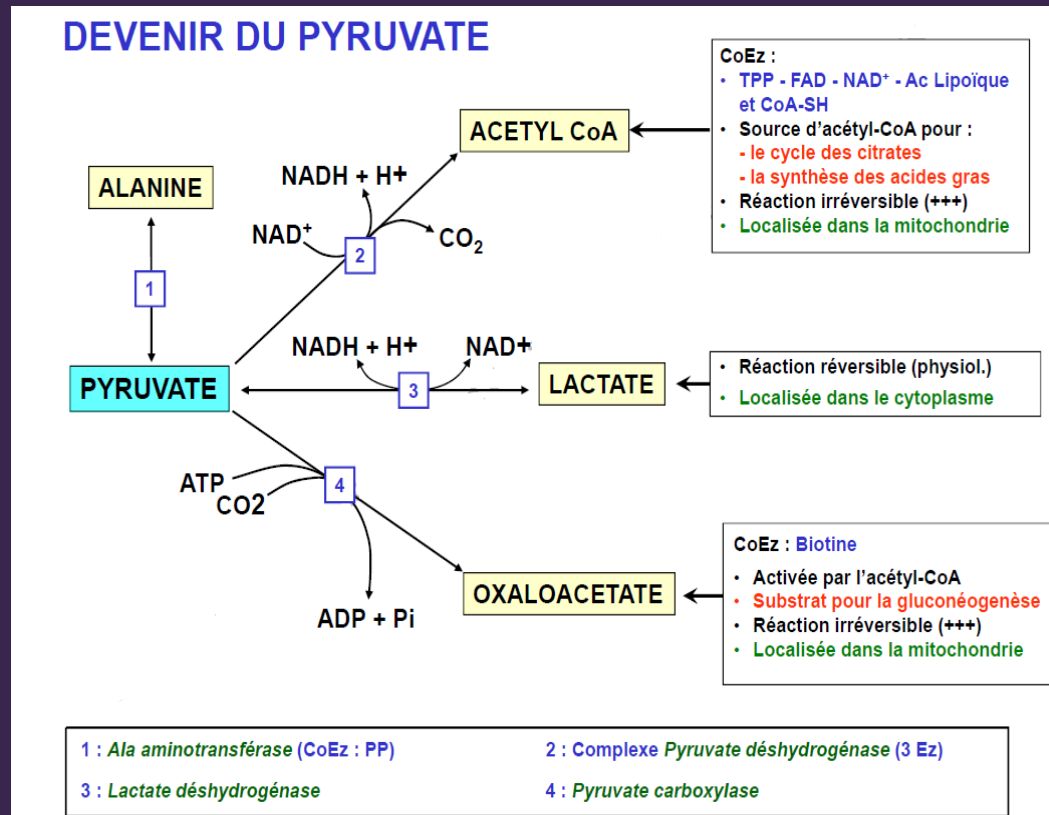 DEVENIR DU PYRUVATE
CoEz :
• TPP - FAD - NAD⁺ - Ac Lipoïque
et CoA-SH
• Source d'acétyl-CoA pour :
- le cycle des citrates
- la synthèse des acides gras
• Réaction irréversible (+++)
• Localisée dans la mitochondrie
ACETYL CoA
ALANINE
NADH + H+
NAD⁺
CO₂
2
1
NADH + H+
NAD+
PYRUVATE
3
LACTATE
• Réaction réversible (physiol.)
• Localisée dans le cytoplasme
ATP
CO2
4
ADP + Pi
OXALOACETATE
CoEz : Biotine
• Activée par l'acétyl-CoA
• Substrat pour la gluconéogenèse
• Réaction irréversible (+++)
• Localisée dans la mitochondrie
1 : Ala aminotransférase (CoEz : PP)
2 : Complexe Pyruvate déshydrogénase (3 Ez)
3 : Lactate déshydrogénase
4 : Pyruvate carboxylase